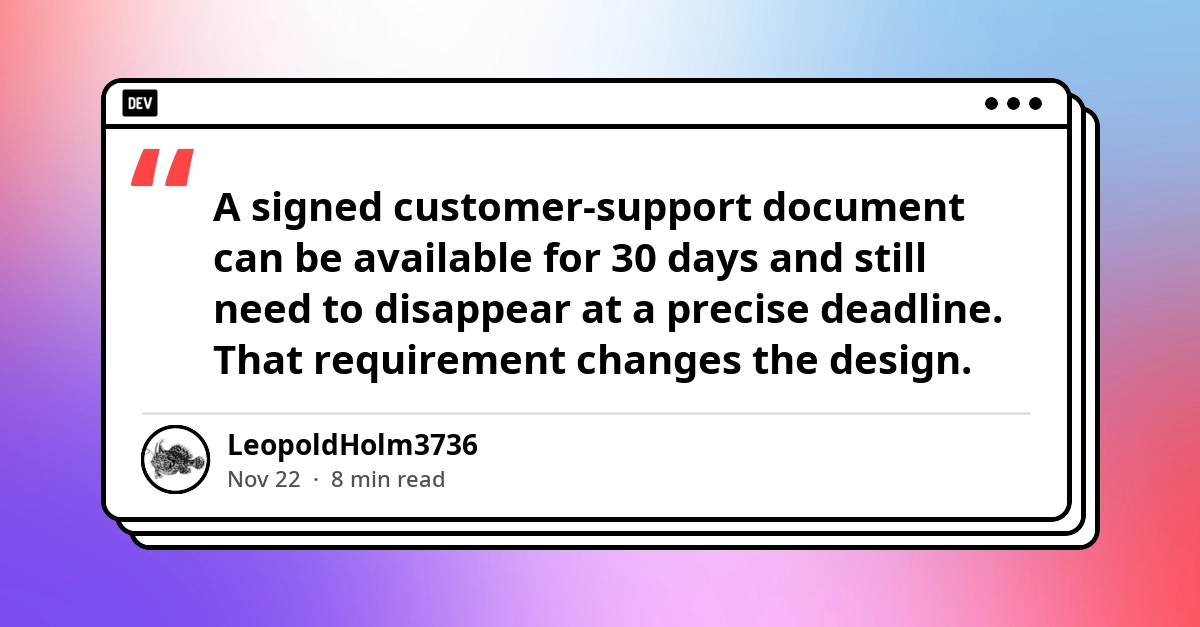 DEV
A signed customer-support document
can be available for 30 days and still
need to disappear at a precise deadline.
That requirement changes the design.
LeopoldHolm3736
Nov 22 · 8 min read